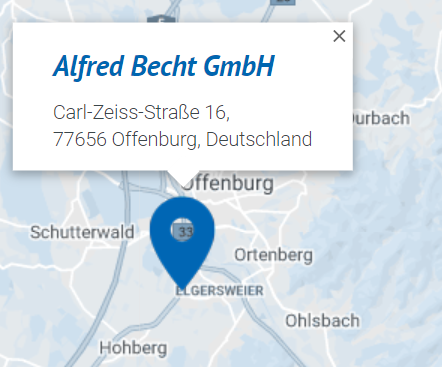 Alfred Becht GmbH
Carl-Zeiss-Straße 16,
77656 Offenburg, Deutschland
Durbach
Offenburg
Schutterwald
33
Ortenberg
ELGERSWEIER
Ohlsbach
Hohberg